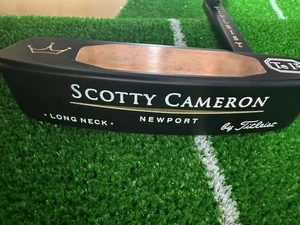 SCOTTY CAMERON
· LONG NECK · NEWPORT by Titleist